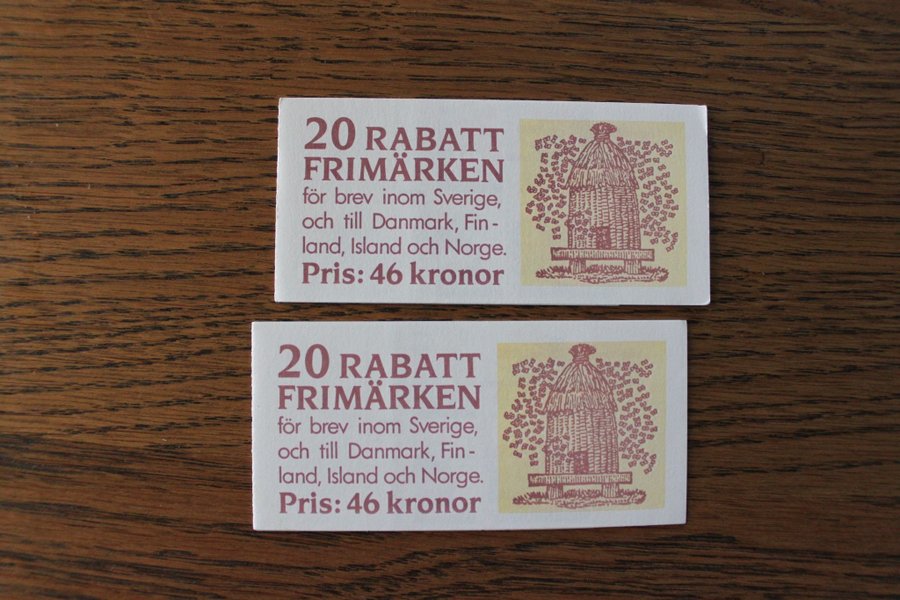 20 RABATT
FRIMÄRKEN
för brev inom Sverige,
och till Danmark, Fin-
land, Island och Norge.
Pris: 46 kronor
20 RABATT
FRIMÄRKEN
för brev inom Sverige,
och till Danmark, Fin-
land, Island och Norge.
Pris: 46 kronor